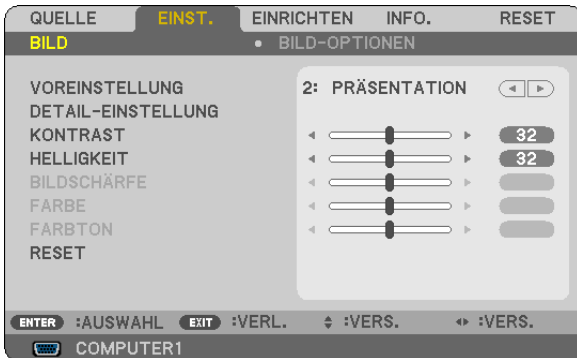 QUELLE EINST. EINRICHTEN INFO. RESET
BILD • BILD-OPTIONEN
VOREINSTELLUNG 2: PRÄSENTATION
DETAIL-EINSTELLUNG
KONTRAST 32
HELLIGKEIT 32
BILDSCHÄRFE
FARBE
FARBTON
RESET
ENTER :AUSWAHL EXIT :VERL. :VERS. :VERS.
COMPUTER1